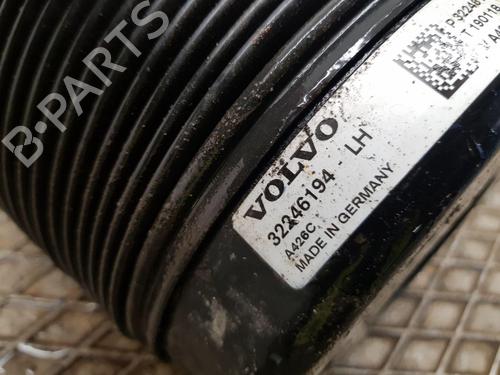 B PARTS
VOLVO
32246194 - LH
A426C
MADE IN GERMANY